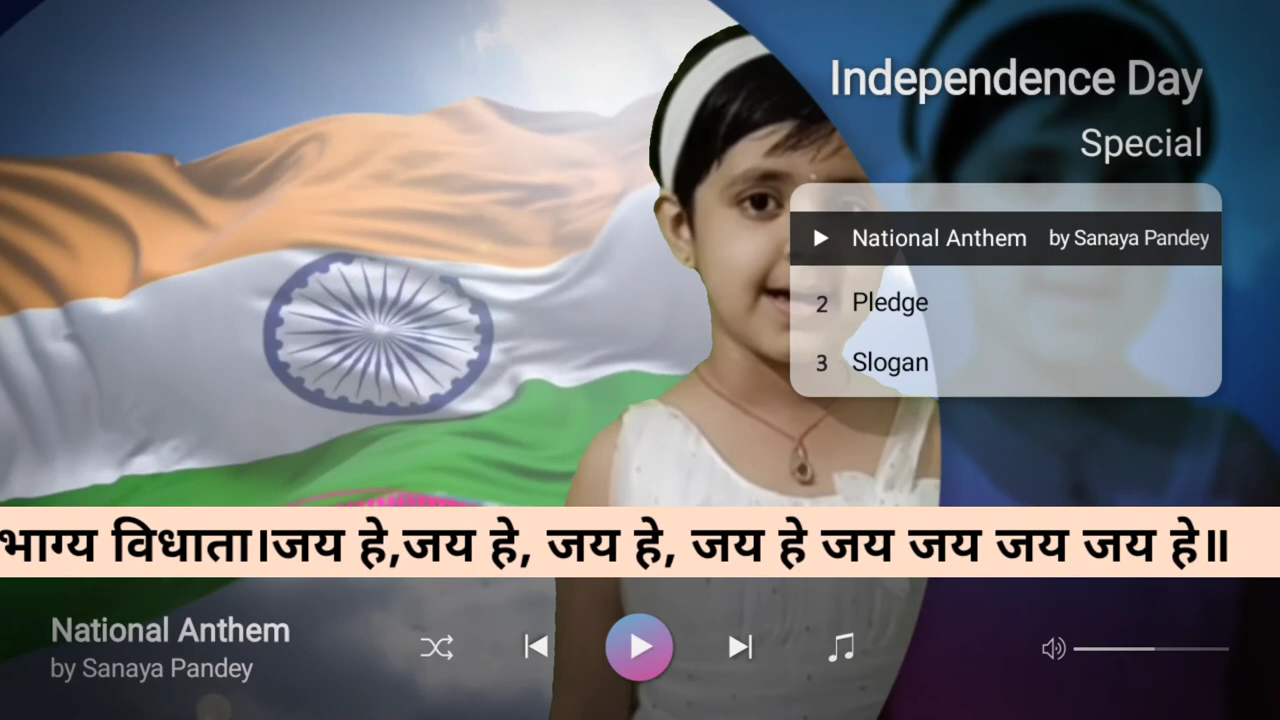 Independence Day
Special
National Anthem by Sanaya Pandey
2 Pledge
3 Slogan
भाग्य विधाता।जय हे,जय हे, जय हे, जय हे जय जय जय जय हे॥
National Anthem
by Sanaya Pandey